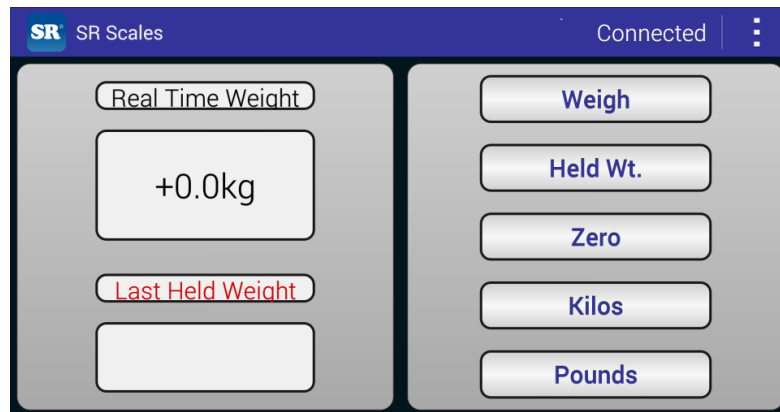 SR SR Scales Connected
Real Time Weight
+0.0kg
Last Held Weight
Weigh
Held Wt.
Zero
Kilos
Pounds